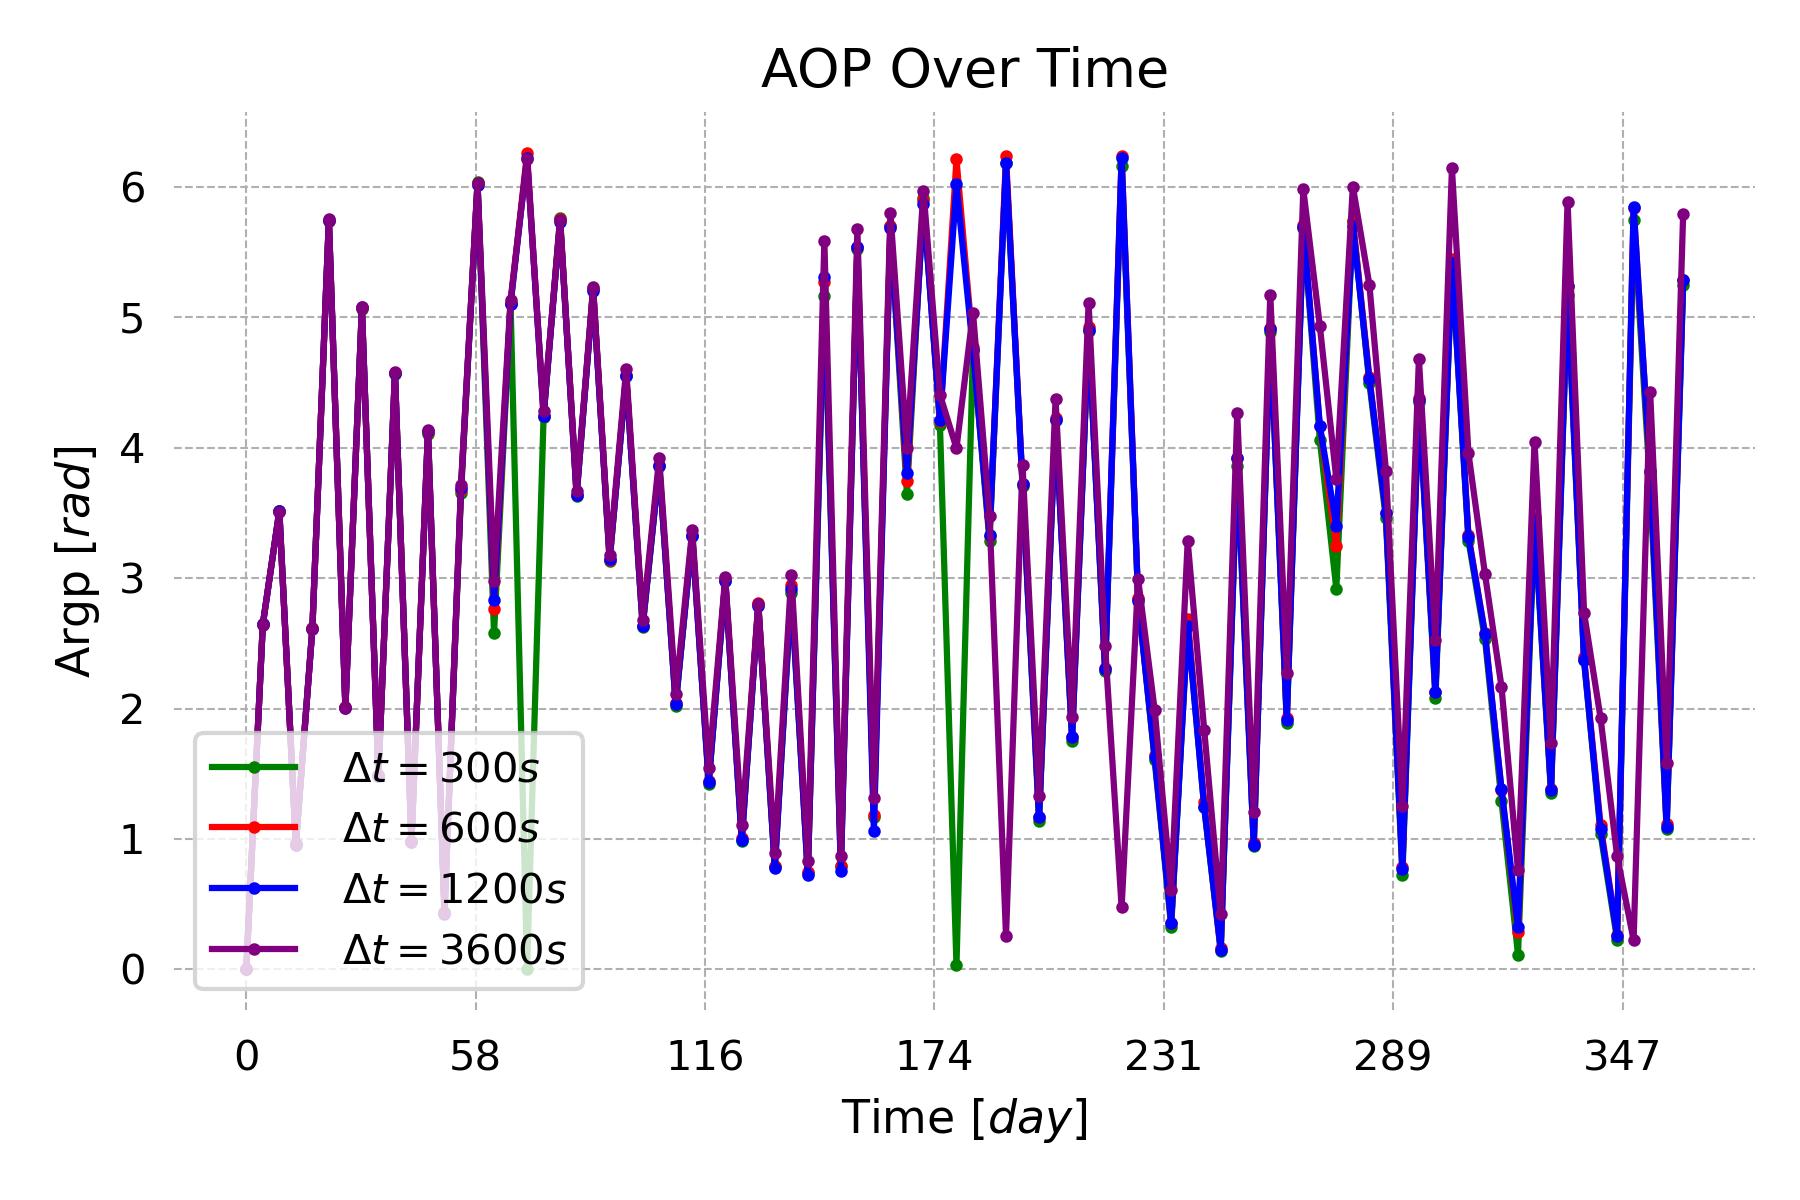 AOP Over Time
Argp [rad]
6
5
4
3
2
1
0
Δt = 300s
Δt = 600s
Δt = 1200s
Δt = 3600s
0 58 116 174 231 289 347
Time [day]